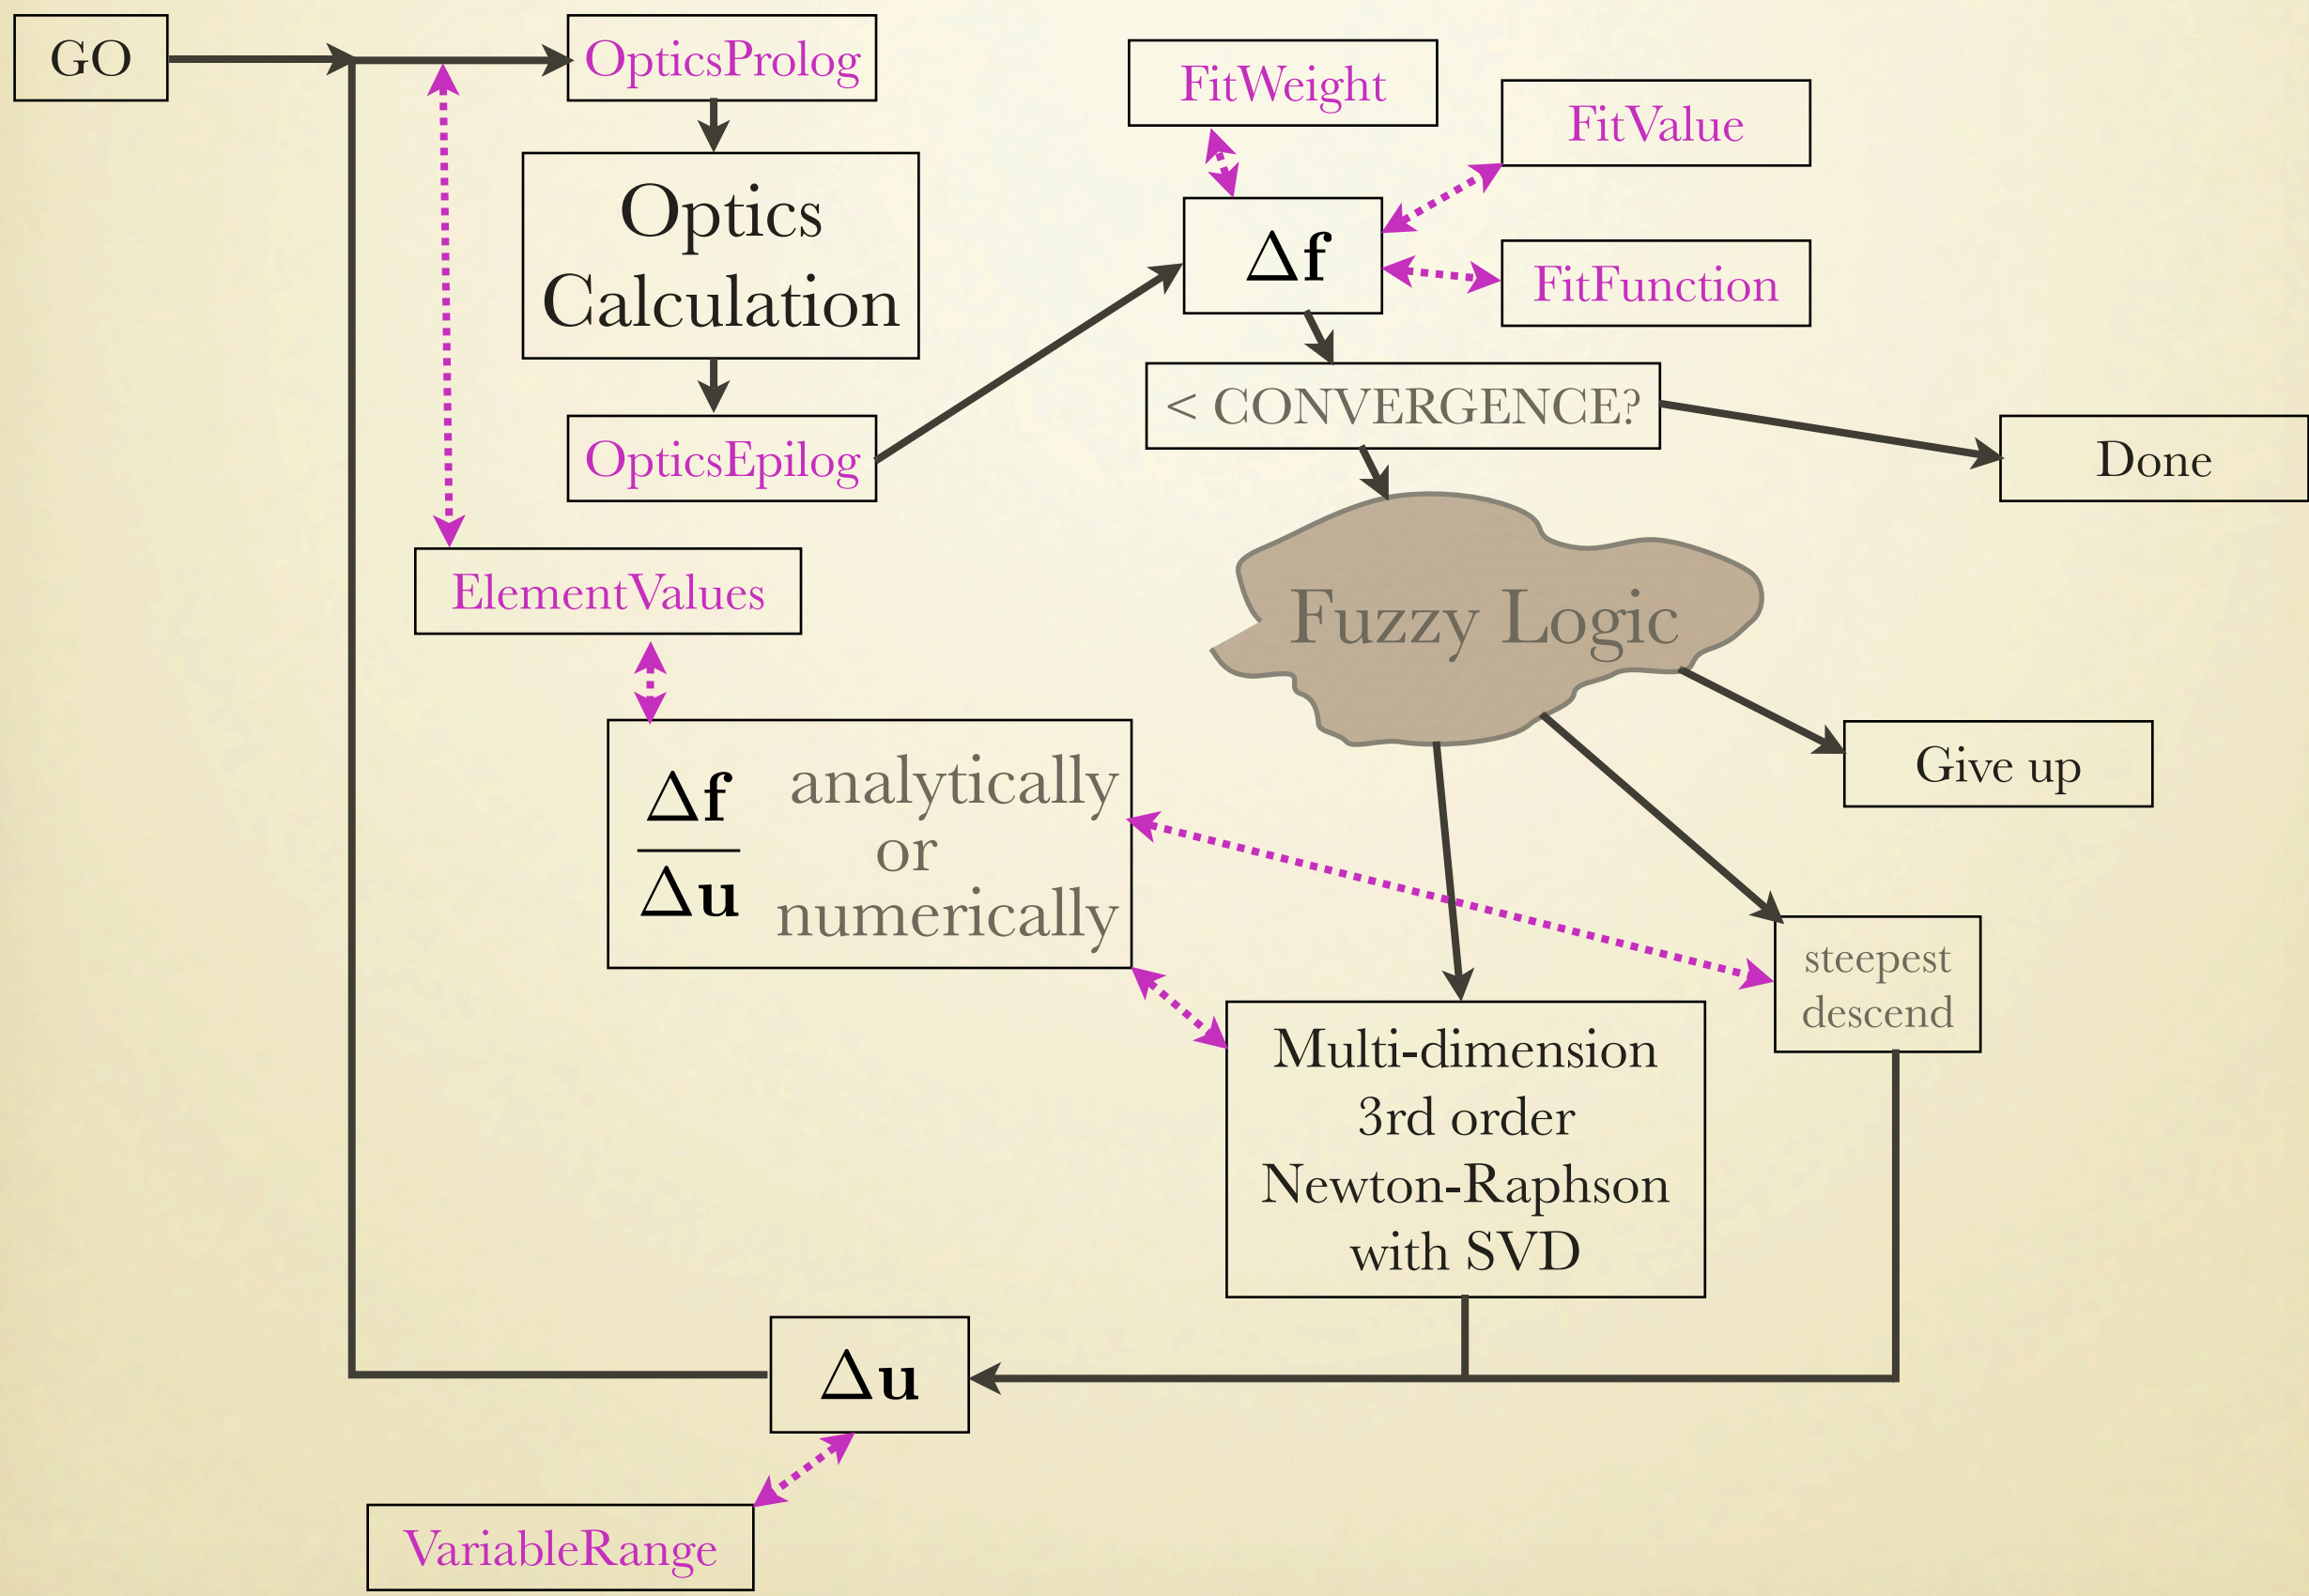 GO
OpticsProlog
Optics
Calculation
OpticsEpilog
FitWeight
FitValue
Δf
FitFunction
< CONVERGENCE?
Done
Fuzzy Logic
Give up
ElementValues
Δf
Δu
analytically
or
numerically
steepest
descend
Multi-dimension
3rd order
Newton-Raphson
with SVD
Δu
VariableRange